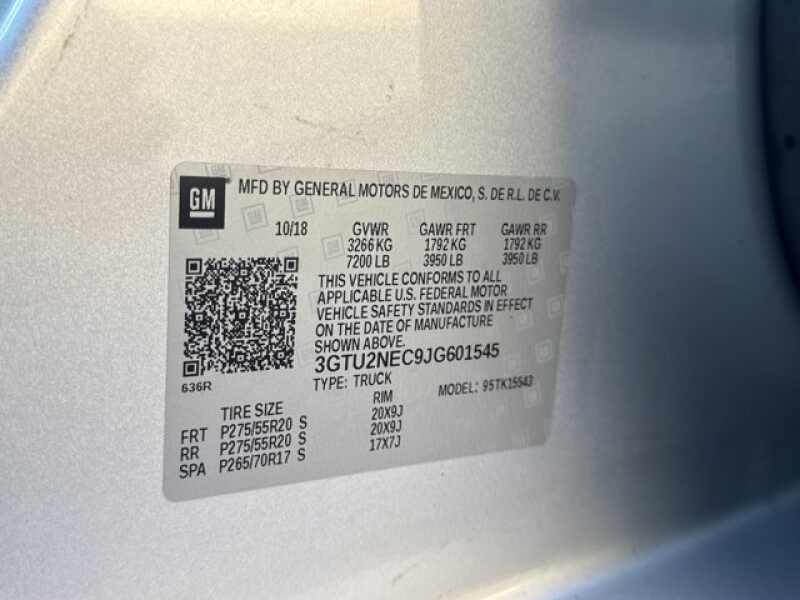 GM MFD BY GENERAL MOTORS DE MEXICO, S. DE R.L. DE C.V.
10/18 GVWR GAWR FRT GAWR RR
3266 KG 1792 KG 1792 KG
7200 LB 3950 LB 3950 LB
THIS VEHICLE CONFORMS TO ALL
APPLICABLE U.S. FEDERAL MOTOR
VEHICLE SAFETY STANDARDS IN EFFECT
ON THE DATE OF MANUFACTURE
SHOWN ABOVE.
3GTU2NEC9JG601545
636R TYPE: TRUCK MODEL: 95TK15543
TIRE SIZE RIM
FRT P275/55R20 S 20X9J
RR P275/55R20 S 20X9J
SPA P265/70R17 S 17X7J